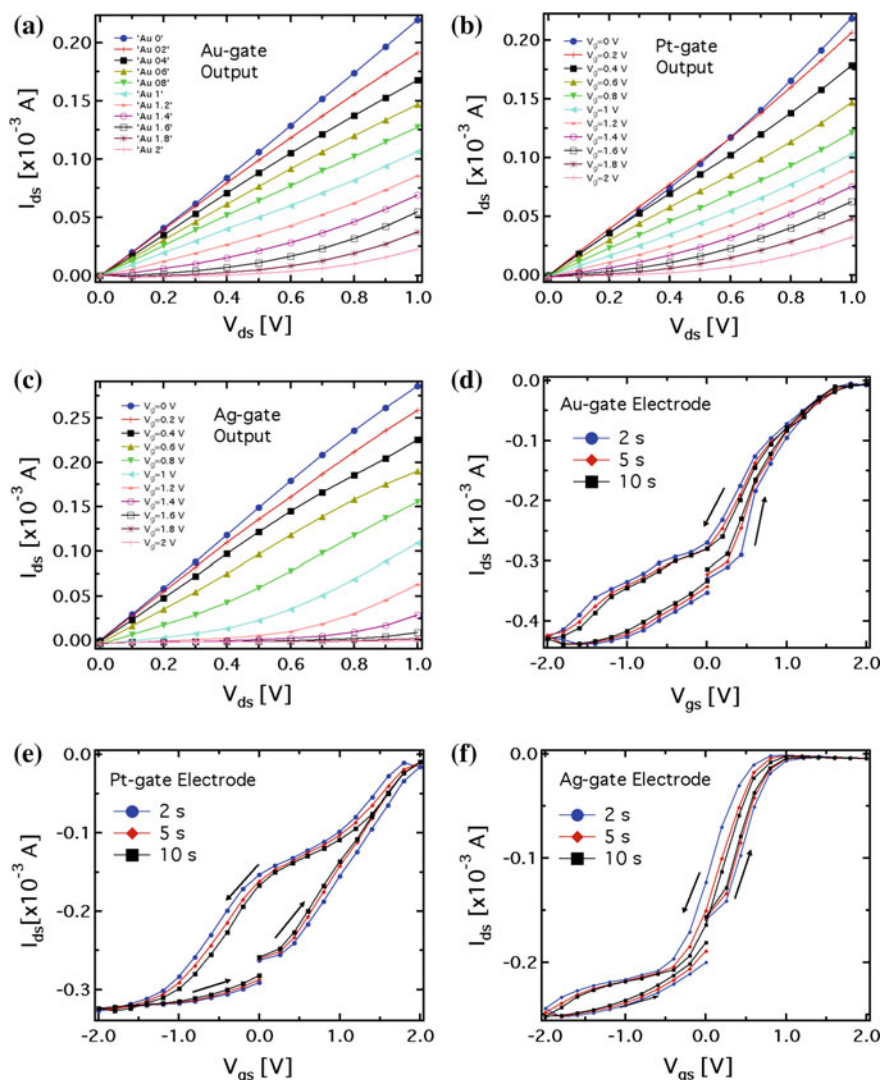 (a)
'Au 0'
'Au 02'
'Au 04'
'Au 06'
'Au 08'
'Au 1'
'Au 1.2'
'Au 1.4'
'Au 1.6'
'Au 1.8'
'Au 2'
Au-gate
Output
0.20
0.15
0.10
0.05
0.00
Ids [x10⁻³ A]
0.0 0.2 0.4 0.6 0.8 1.0
Vds [V]
(b)
Vg=0 V
Vg=0.2 V
Vg=0.4 V
Vg=0.6 V
Vg=0.8 V
Vg=1 V
Vg=1.2 V
Vg=1.4 V
Vg=1.6 V
Vg=1.8 V
Vg=2 V
Pt-gate
Output
0.20
0.15
0.10
0.05
0.00
Ids [x10⁻³ A]
0.0 0.2 0.4 0.6 0.8 1.0
Vds [V]
(c)
Vg=0 V
Vg=0.2 V
Vg=0.4 V
Vg=0.6 V
Vg=0.8 V
Vg=1 V
Vg=1.2 V
Vg=1.4 V
Vg=1.6 V
Vg=1.8 V
Vg=2 V
Ag-gate
Output
0.25
0.20
0.15
0.10
0.05
0.00
Ids [x10⁻³ A]
0.0 0.2 0.4 0.6 0.8 1.0
Vds [V]
(d)
Au-gate Electrode
2 s
5 s
10 s
-0.0
-0.1
-0.2
-0.3
-0.4
Ids [x10⁻³ A]
-2.0 -1.0 0.0 1.0 2.0
Vgs [V]
(e)
Pt-gate Electrode
2 s
5 s
10 s
-0.0
-0.1
-0.2
-0.3
Ids [x10⁻³ A]
-2.0 -1.0 0.0 1.0 2.0
Vgs [V]
(f)
Ag-gate Electrode
2 s
5 s
10 s
-0.0
-0.1
-0.2
Ids [x10⁻³ A]
-2.0 -1.0 0.0 1.0 2.0
Vgs [V]